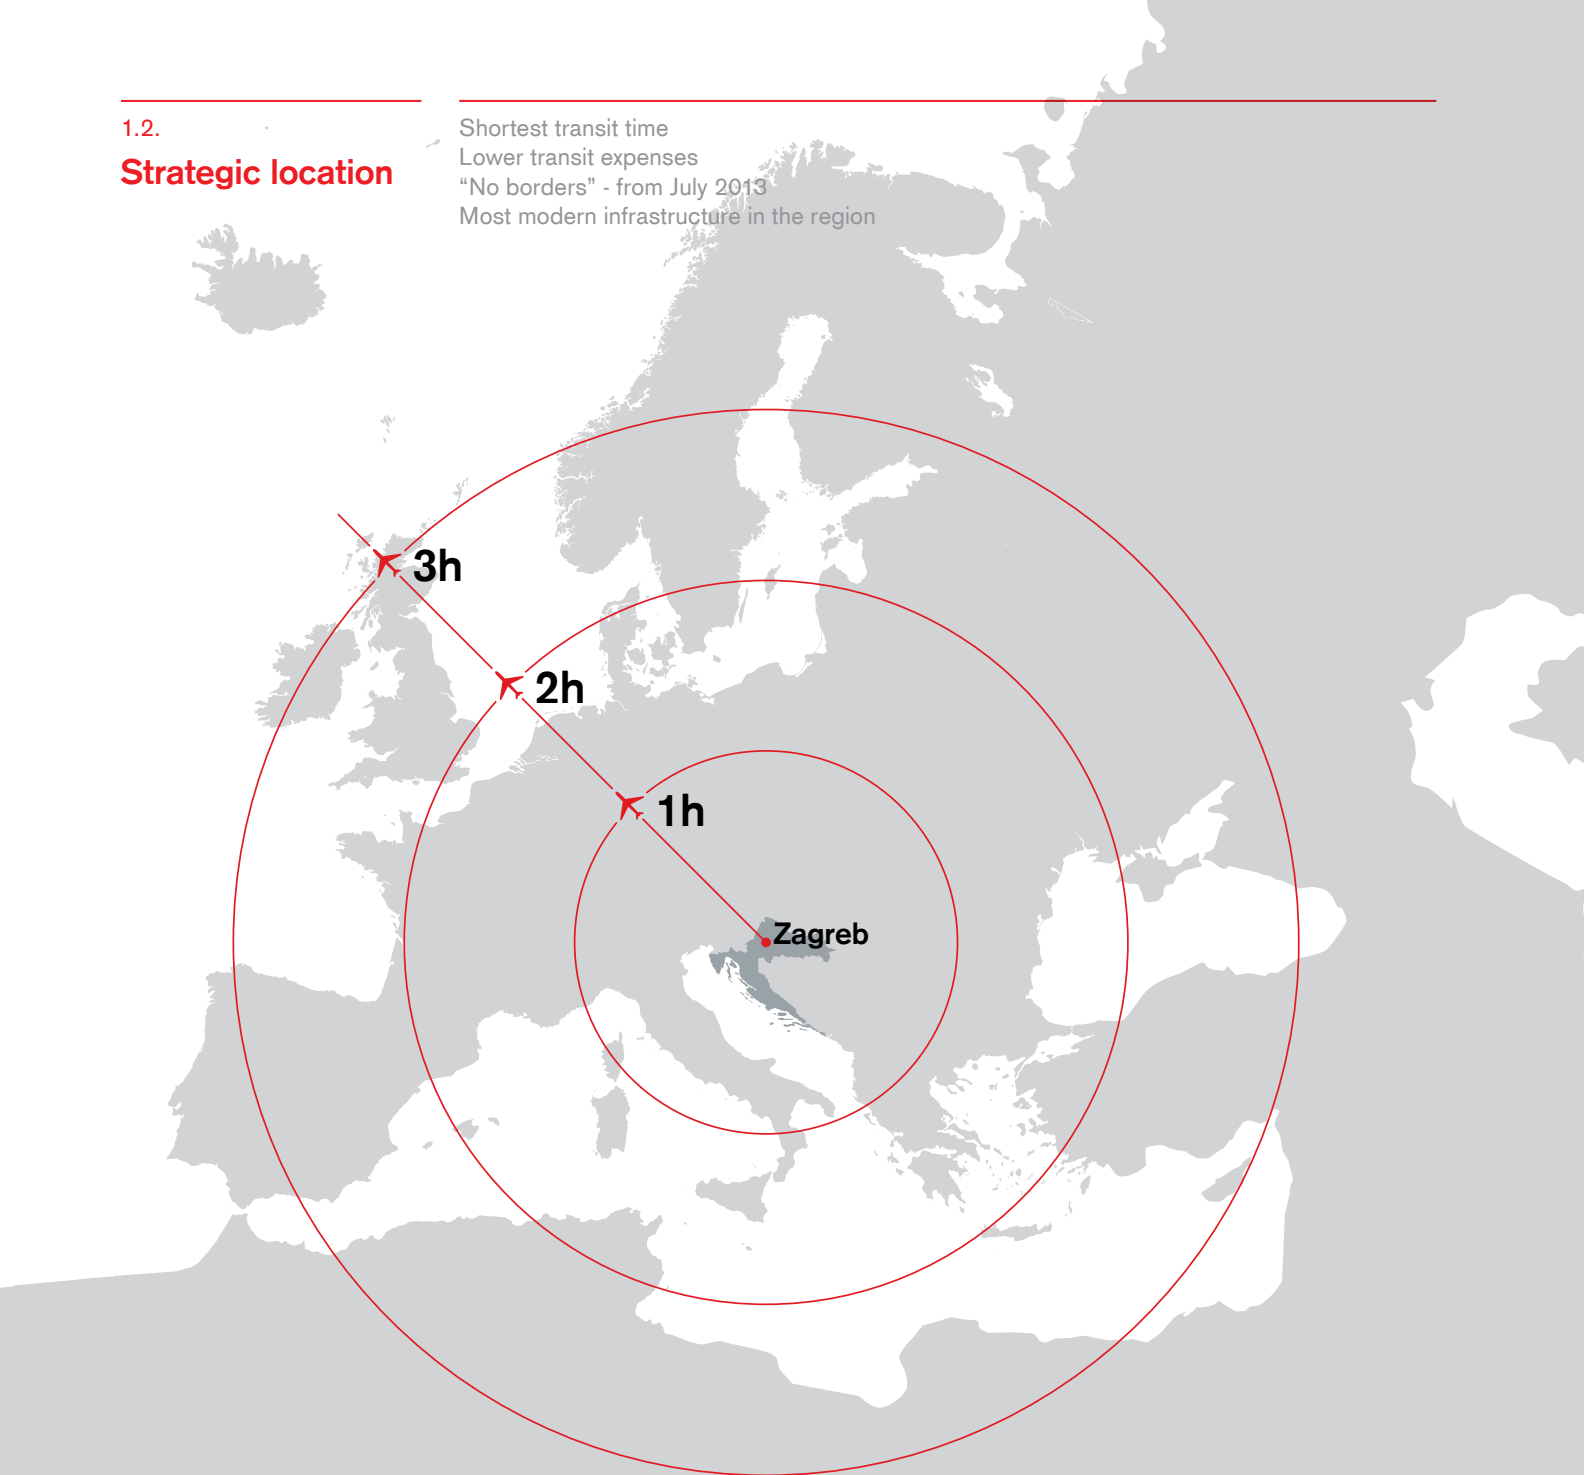 1.2.
Strategic location
Shortest transit time
Lower transit expenses
“No borders” - from July 2013
Most modern infrastructure in the region
3h
2h
1h
Zagreb